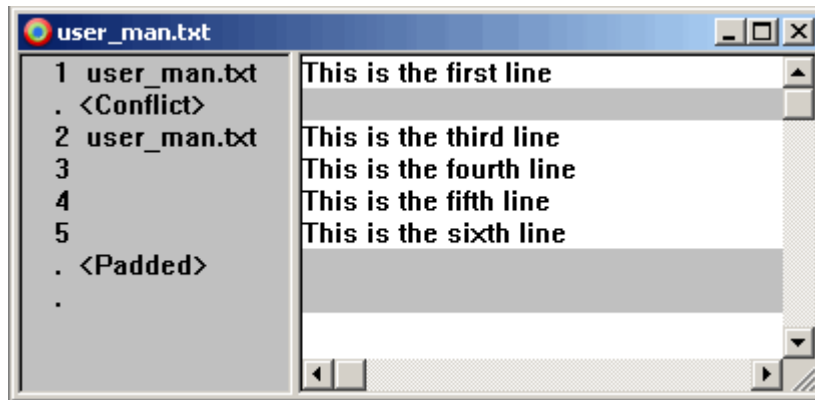 user_man.txt
1 user_man.txt This is the first line
. <Conflict>
2 user_man.txt This is the third line
3 This is the fourth line
4 This is the fifth line
5 This is the sixth line
. <Padded>
.